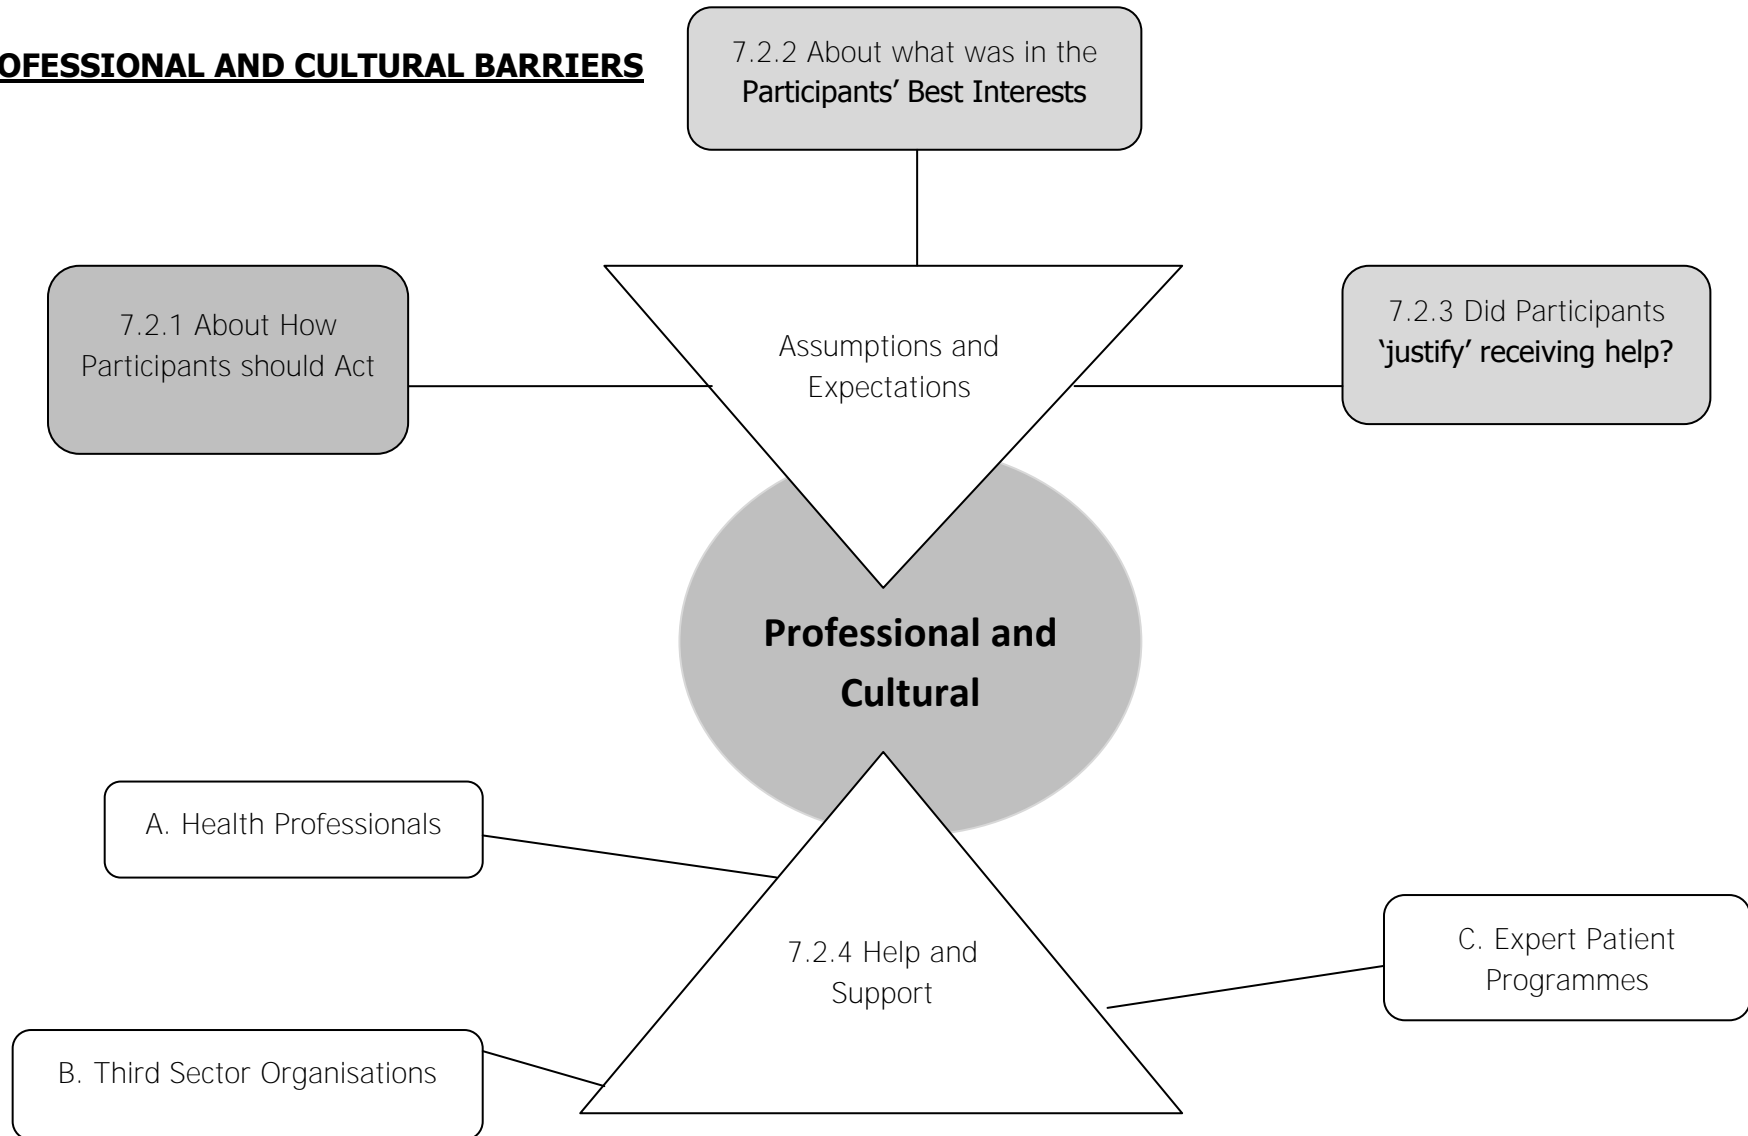 OFESSIONAL AND CULTURAL BARRIERS
7.2.2 About what was in the
Participants’ Best Interests
7.2.1 About How
Participants should Act
Assumptions and
Expectations
7.2.3 Did Participants
‘justify’ receiving help?
Professional and
Cultural
A. Health Professionals
7.2.4 Help and
Support
C. Expert Patient
Programmes
B. Third Sector Organisations